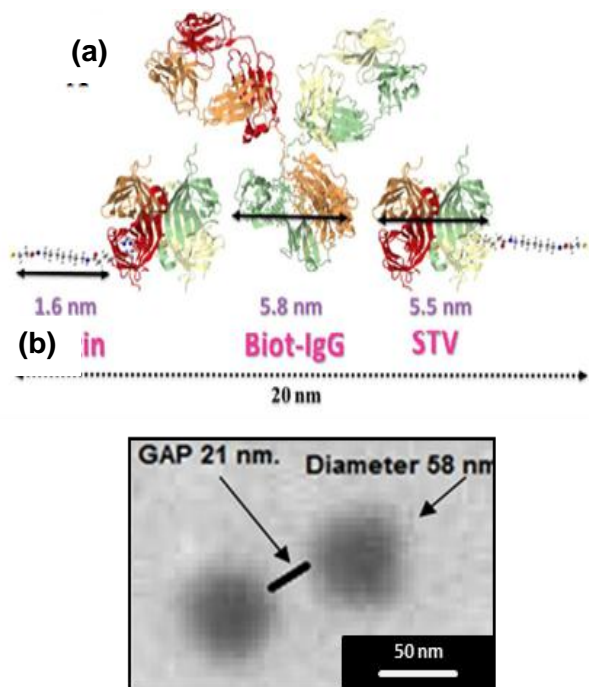 (a)
1.6 nm 5.8 nm 5.5 nm
(b) in Biot-IgG STV
20 nm
GAP 21 nm.
Diameter 58 nm
50 nm